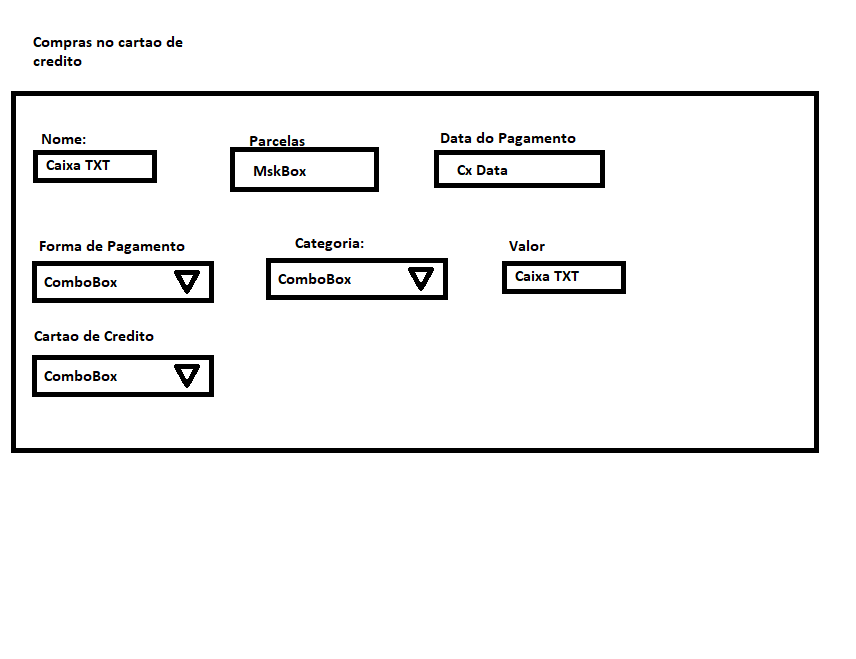 Compras no cartao de
credito
Nome:
Parcelas
Data do Pagamento
Caixa TXT
MskBox
Cx Data
Forma de Pagamento
Categoria:
Valor
ComboBox
ComboBox
Caixa TXT
Cartao de Credito
ComboBox